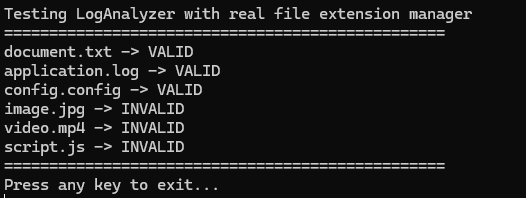 Testing LogAnalyzer with real file extension manager
=================================================
document.txt -> VALID
application.log -> VALID
config.config -> VALID
image.jpg -> INVALID
video.mp4 -> INVALID
script.js -> INVALID
=================================================
Press any key to exit...